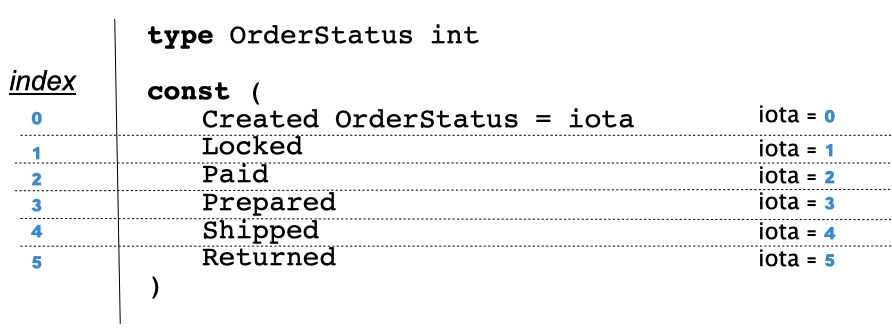 type OrderStatus int
index
const (
0 Created OrderStatus = iota iota = 0
1 Locked iota = 1
2 Paid iota = 2
3 Prepared iota = 3
4 Shipped iota = 4
5 Returned iota = 5
)